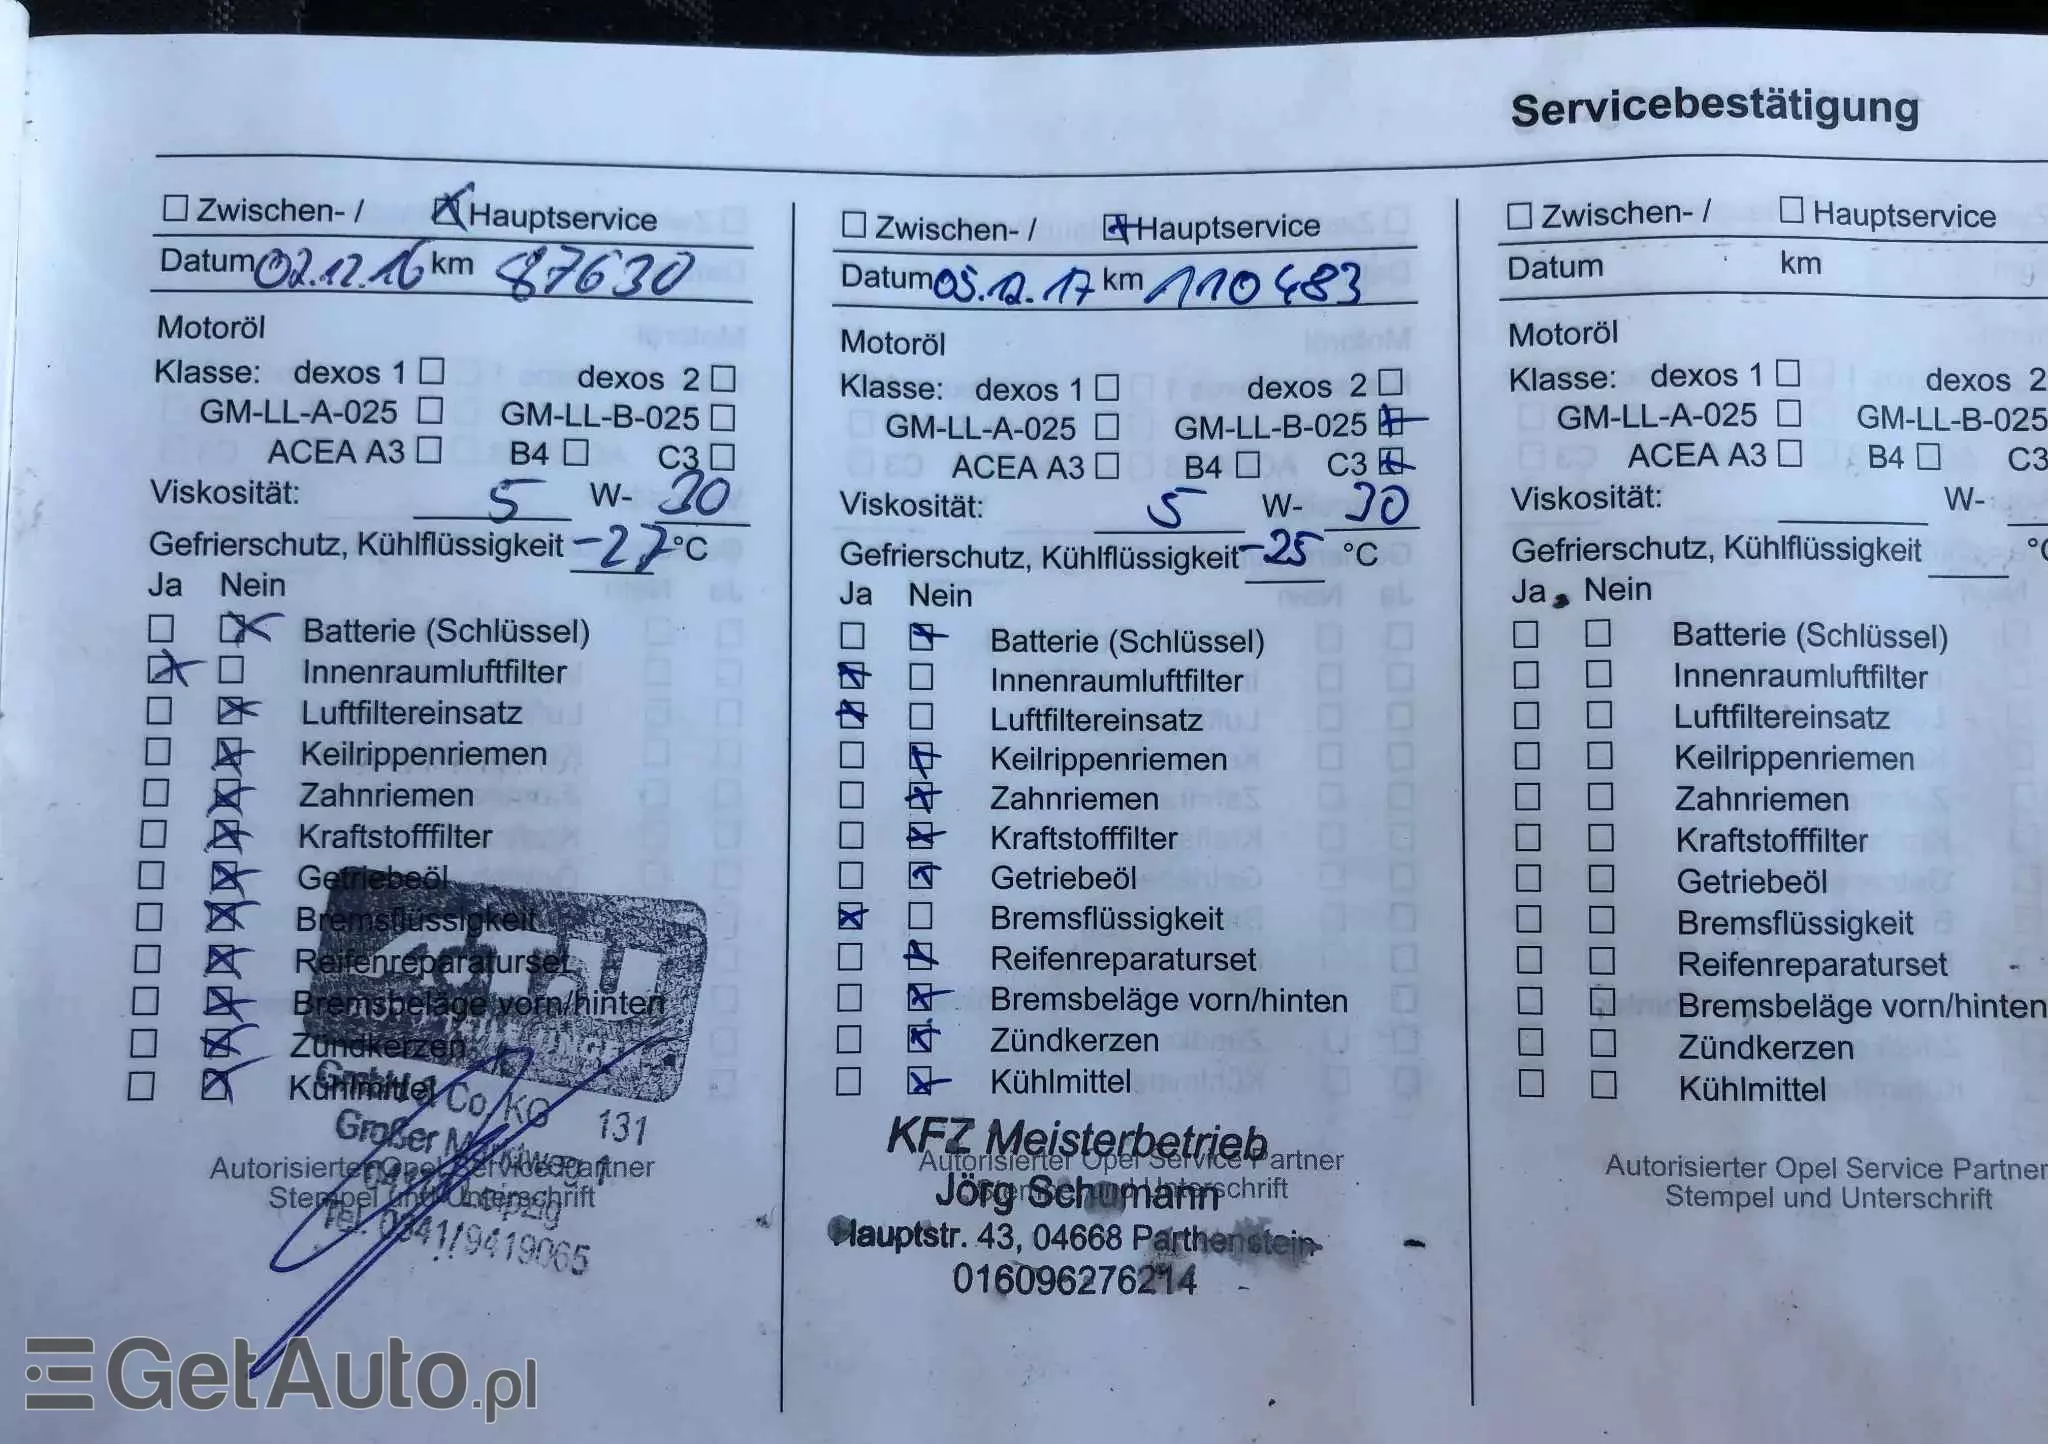 Servicebestätigung
Zwischen- / Hauptservice
Datum 02.12.16 km 87630
Motoröl
Klasse: dexos 1 dexos 2
GM-LL-A-025 GM-LL-B-025
ACEA A3 B4 C3
Viskosität: 5 W- 30
Gefrierschutz, Kühlflüssigkeit -27 °C
Ja Nein
Batterie (Schlüssel)
Innenraumluftfilter
Luftfiltereinsatz
Keilrippenriemen
Zahnriemen
Kraftstofffilter
Getriebeöl
Bremsflüssigkeit
Reifenreparaturset
Bremsbeläge vorn/hinten
Zündkerzen
Kühlmittel
GmbH & Co. KG 131
Großer
Autorisierter Opel Service Partner
Stempel und Unterschrift
Leipzig
Tel. 0341/9419065
Zwischen- / Hauptservice
Datum 05.12.17 km 110483
Motoröl
Klasse: dexos 1 dexos 2
GM-LL-A-025 GM-LL-B-025
ACEA A3 B4 C3
Viskosität: 5 W- 30
Gefrierschutz, Kühlflüssigkeit -25 °C
Ja Nein
Batterie (Schlüssel)
Innenraumluftfilter
Luftfiltereinsatz
Keilrippenriemen
Zahnriemen
Kraftstofffilter
Getriebeöl
Bremsflüssigkeit
Reifenreparaturset
Bremsbeläge vorn/hinten
Zündkerzen
Kühlmittel
KFZ Meisterbetrieb
Autorisierter Opel Service Partner
Jörg Schumann
Stempel und Unterschrift
Hauptstr. 43, 04668 Parthenstein
016096276214
Zwischen- / Hauptservice
Datum km
Motoröl
Klasse: dexos 1 dexos 2
GM-LL-A-025 GM-LL-B-025
ACEA A3 B4 C3
Viskosität: W-
Gefrierschutz, Kühlflüssigkeit °C
Ja Nein
Batterie (Schlüssel)
Innenraumluftfilter
Luftfiltereinsatz
Keilrippenriemen
Zahnriemen
Kraftstofffilter
Getriebeöl
Bremsflüssigkeit
Reifenreparaturset
Bremsbeläge vorn/hinten
Zündkerzen
Kühlmittel
Autorisierter Opel Service Partner
Stempel und Unterschrift
GetAuto.pl